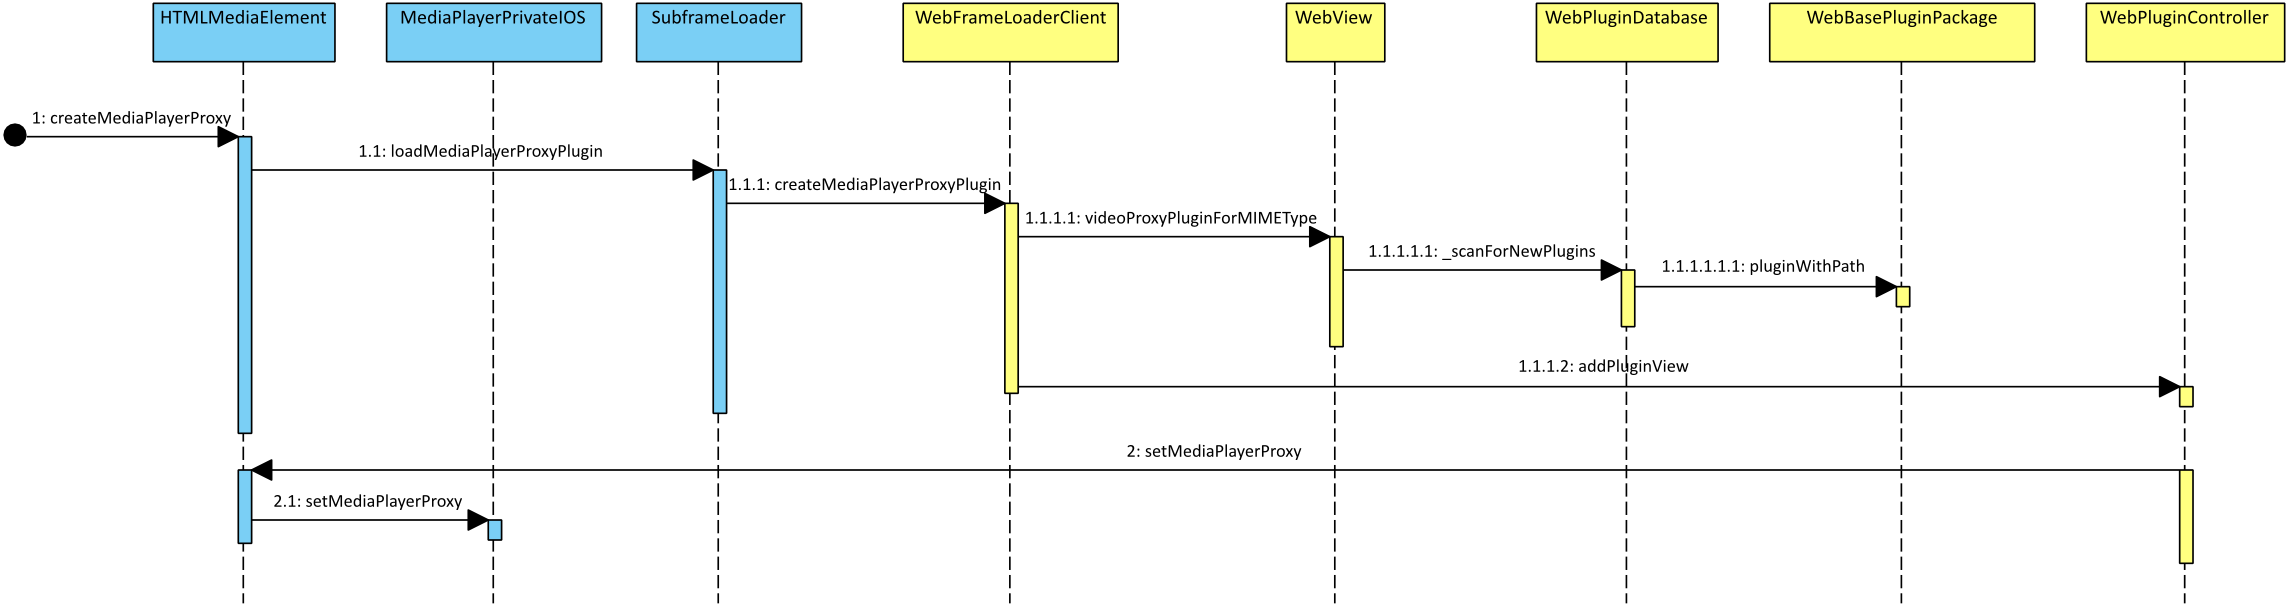 HTMLMediaElement
MediaPlayerPrivateIOS
SubframeLoader
WebFrameLoaderClient
WebView
WebPluginDatabase
WebBasePluginPackage
WebPluginController
1: createMediaPlayerProxy
1.1: loadMediaPlayerProxyPlugin
1.1.1: createMediaPlayerProxyPlugin
1.1.1.1: videoProxyPluginForMIMEType
1.1.1.1.1: _scanForNewPlugins
1.1.1.1.1.1: pluginWithPath
1.1.1.2: addPluginView
2: setMediaPlayerProxy
2.1: setMediaPlayerProxy